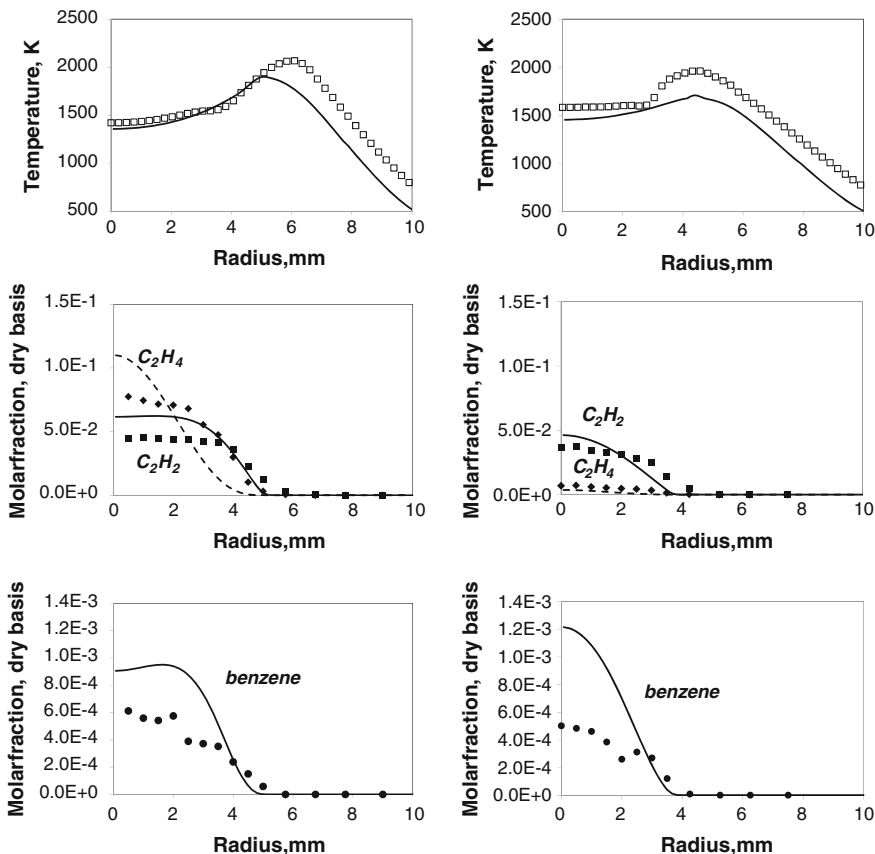 2500
2000
1500
1000
500
Temperature, K
0 2 4 6 8 10
Radius,mm
2500
2000
1500
1000
500
Temperature, K
0 2 4 6 8 10
Radius,mm
1.5E-1
1.0E-1
5.0E-2
0.0E+0
Molarfraction, dry basis
C₂H₄
C₂H₂
0 2 4 6 8 10
Radius,mm
1.5E-1
1.0E-1
5.0E-2
0.0E+0
Molarfraction, dry basis
C₂H₂
C₂H₄
0 2 4 6 8 10
Radius,mm
1.4E-3
1.2E-3
1.0E-3
8.0E-4
6.0E-4
4.0E-4
2.0E-4
0.0E+0
Molarfraction, dry basis
benzene
0 2 4 6 8 10
Radius,mm
1.4E-3
1.2E-3
1.0E-3
8.0E-4
6.0E-4
4.0E-4
2.0E-4
0.0E+0
Molarfraction, dry basis
benzene
0 2 4 6 8 10
Radius,mm